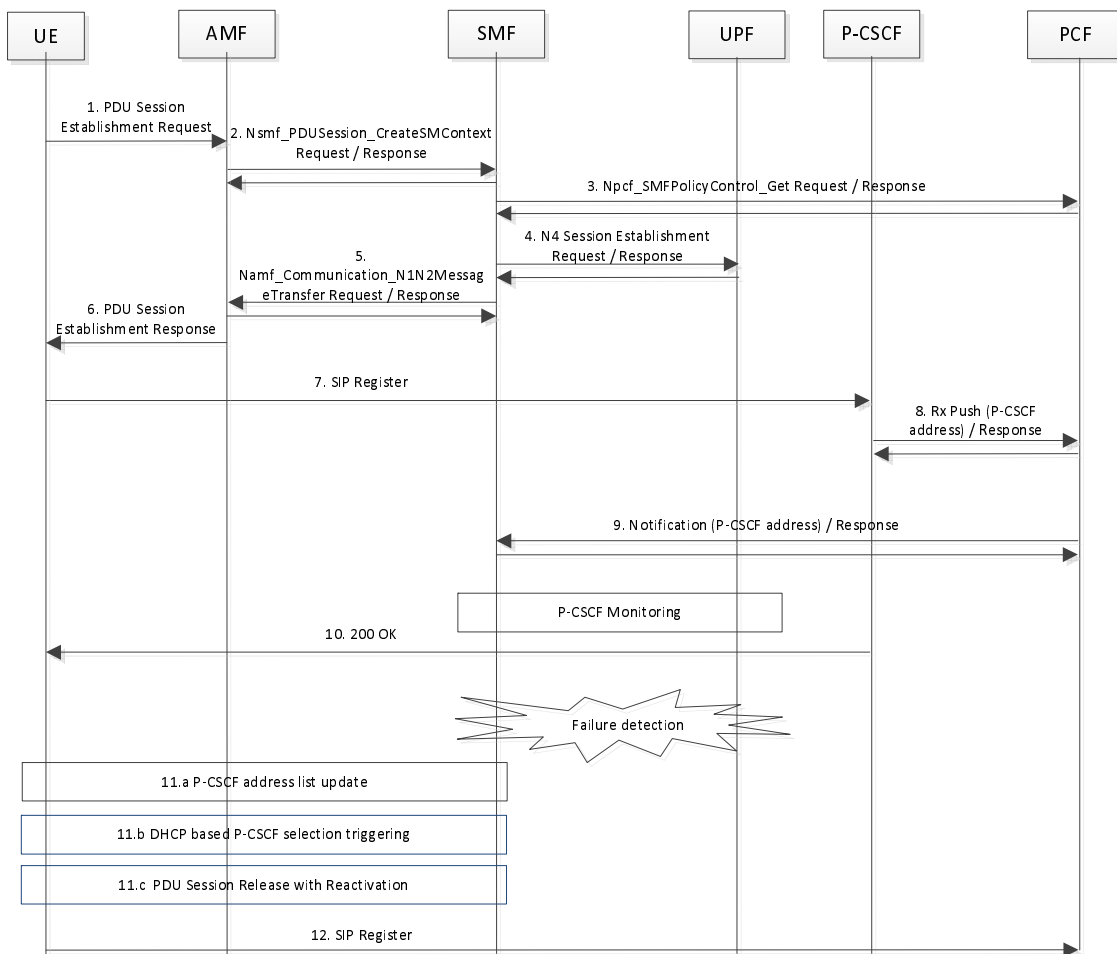 UE
AMF
SMF
UPF
P-CSCF
PCF
1. PDU Session
Establishment Request
2. Nsmf_PDUSession_CreateSMContext
Request / Response
3. Npcf_SMFPolicyControl_Get Request / Response
4. N4 Session Establishment
Request / Response
5.
Namf_Communication_N1N2Messag
eTransfer Request / Response
6. PDU Session
Establishment Response
7. SIP Register
8. Rx Push (P-CSCF
address) / Response
9. Notification (P-CSCF address) / Response
P-CSCF Monitoring
10. 200 OK
Failure detection
11.a P-CSCF address list update
11.b DHCP based P-CSCF selection triggering
11.c PDU Session Release with Reactivation
12. SIP Register